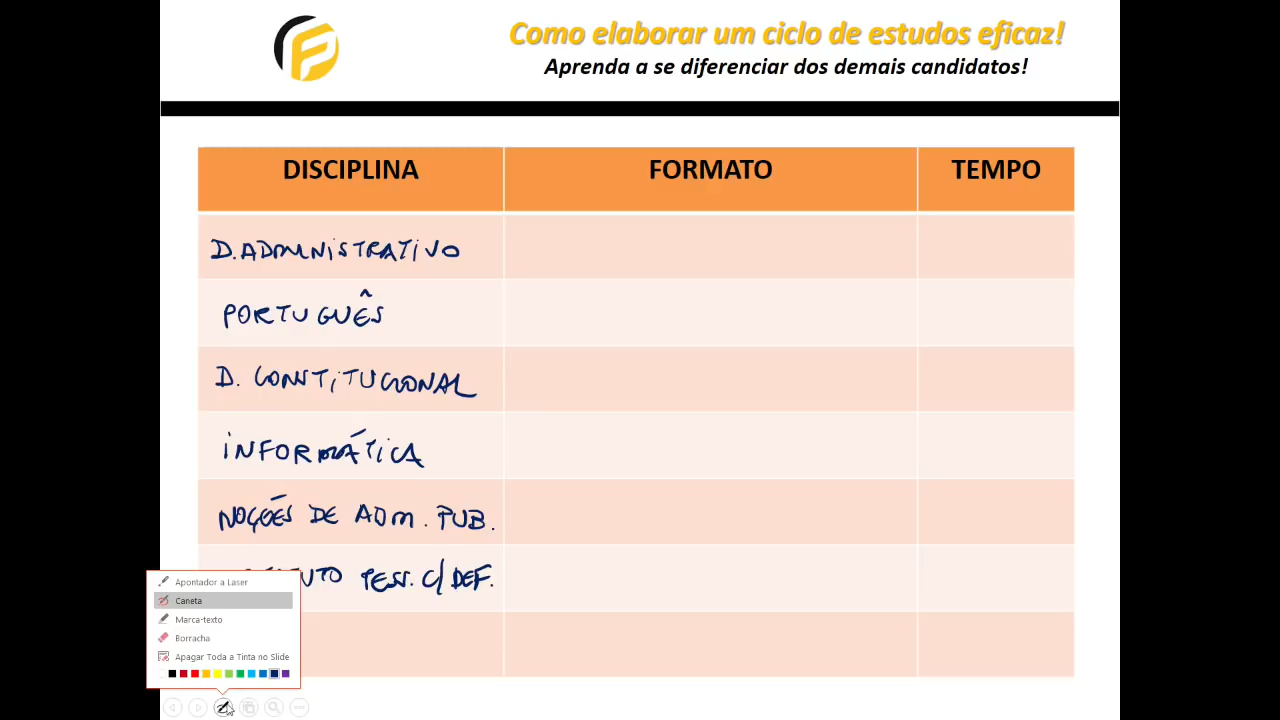 Como elaborar um ciclo de estudos eficaz!
Aprenda a se diferenciar dos demais candidatos!
DISCIPLINA FORMATO TEMPO
D. ADMINISTRATIVO
PORTUGUÊS
D. CONSTITUCIONAL
INFORMÁTICA
NOÇÕES DE ADM. PUB.
PESS. C/ DEF.
Apontador a Laser
Caneta
Marca-texto
Borracha
Apagar Toda a Tinta no Slide